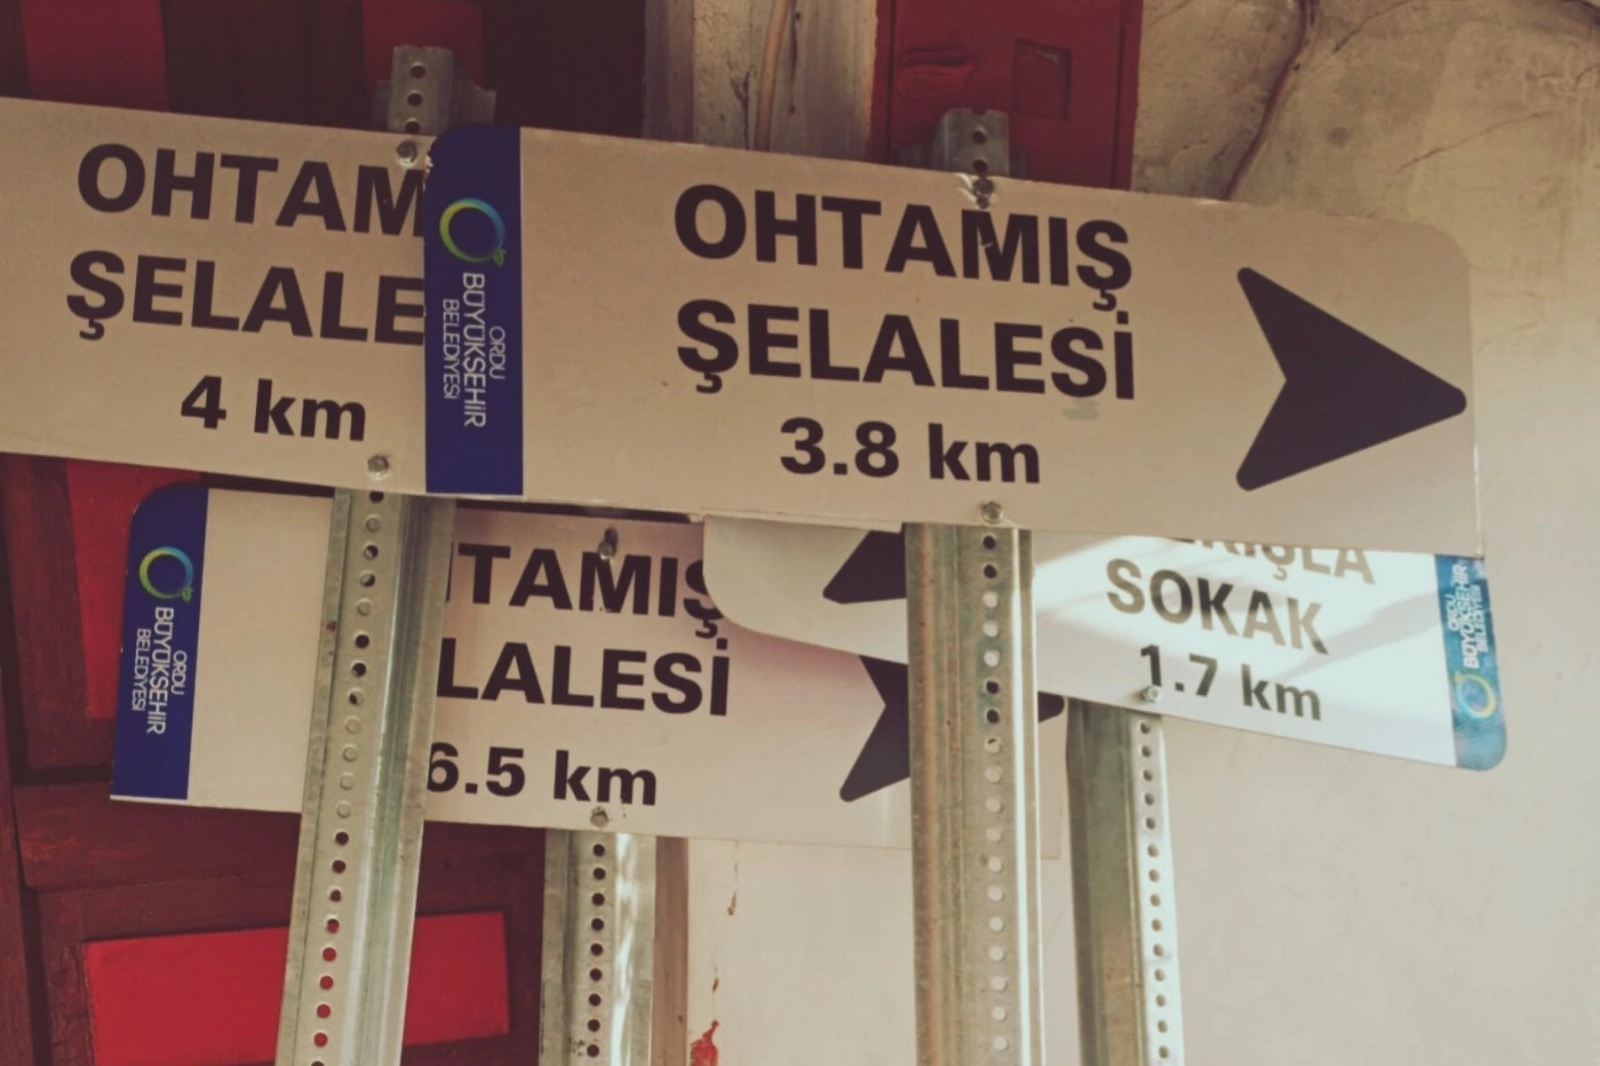 OHTAM
ŞELALE
4 km
ORDU
BÜYÜKŞEHİR
BELEDİYESİ
OHTAMIŞ
ŞELALESİ
3.8 km
ORDU
BÜYÜKŞEHİR
BELEDİYESİ
TAMIŞ
LALESİ
6.5 km
SOKAK
1.7 km
ORDU
BÜYÜKŞEHİR
BELEDİYESİ